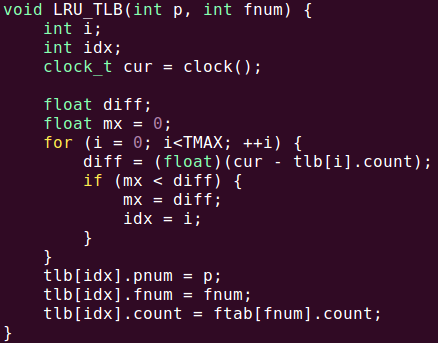 void LRU_TLB(int p, int fnum) {
    int i;
    int idx;
    clock_t cur = clock();

    float diff;
    float mx = 0;
    for (i = 0; i<TMAX; ++i) {
        diff = (float)(cur - tlb[i].count);
        if (mx < diff) {
            mx = diff;
            idx = i;
        }
    }
    tlb[idx].pnum = p;
    tlb[idx].fnum = fnum;
    tlb[idx].count = ftab[fnum].count;
}